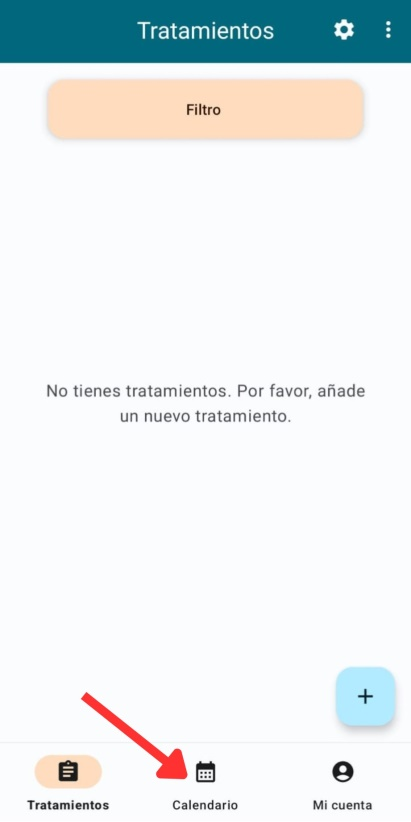 Tratamientos
Filtro
No tienes tratamientos. Por favor, añade
un nuevo tratamiento.
+
Tratamientos
Calendario
Mi cuenta